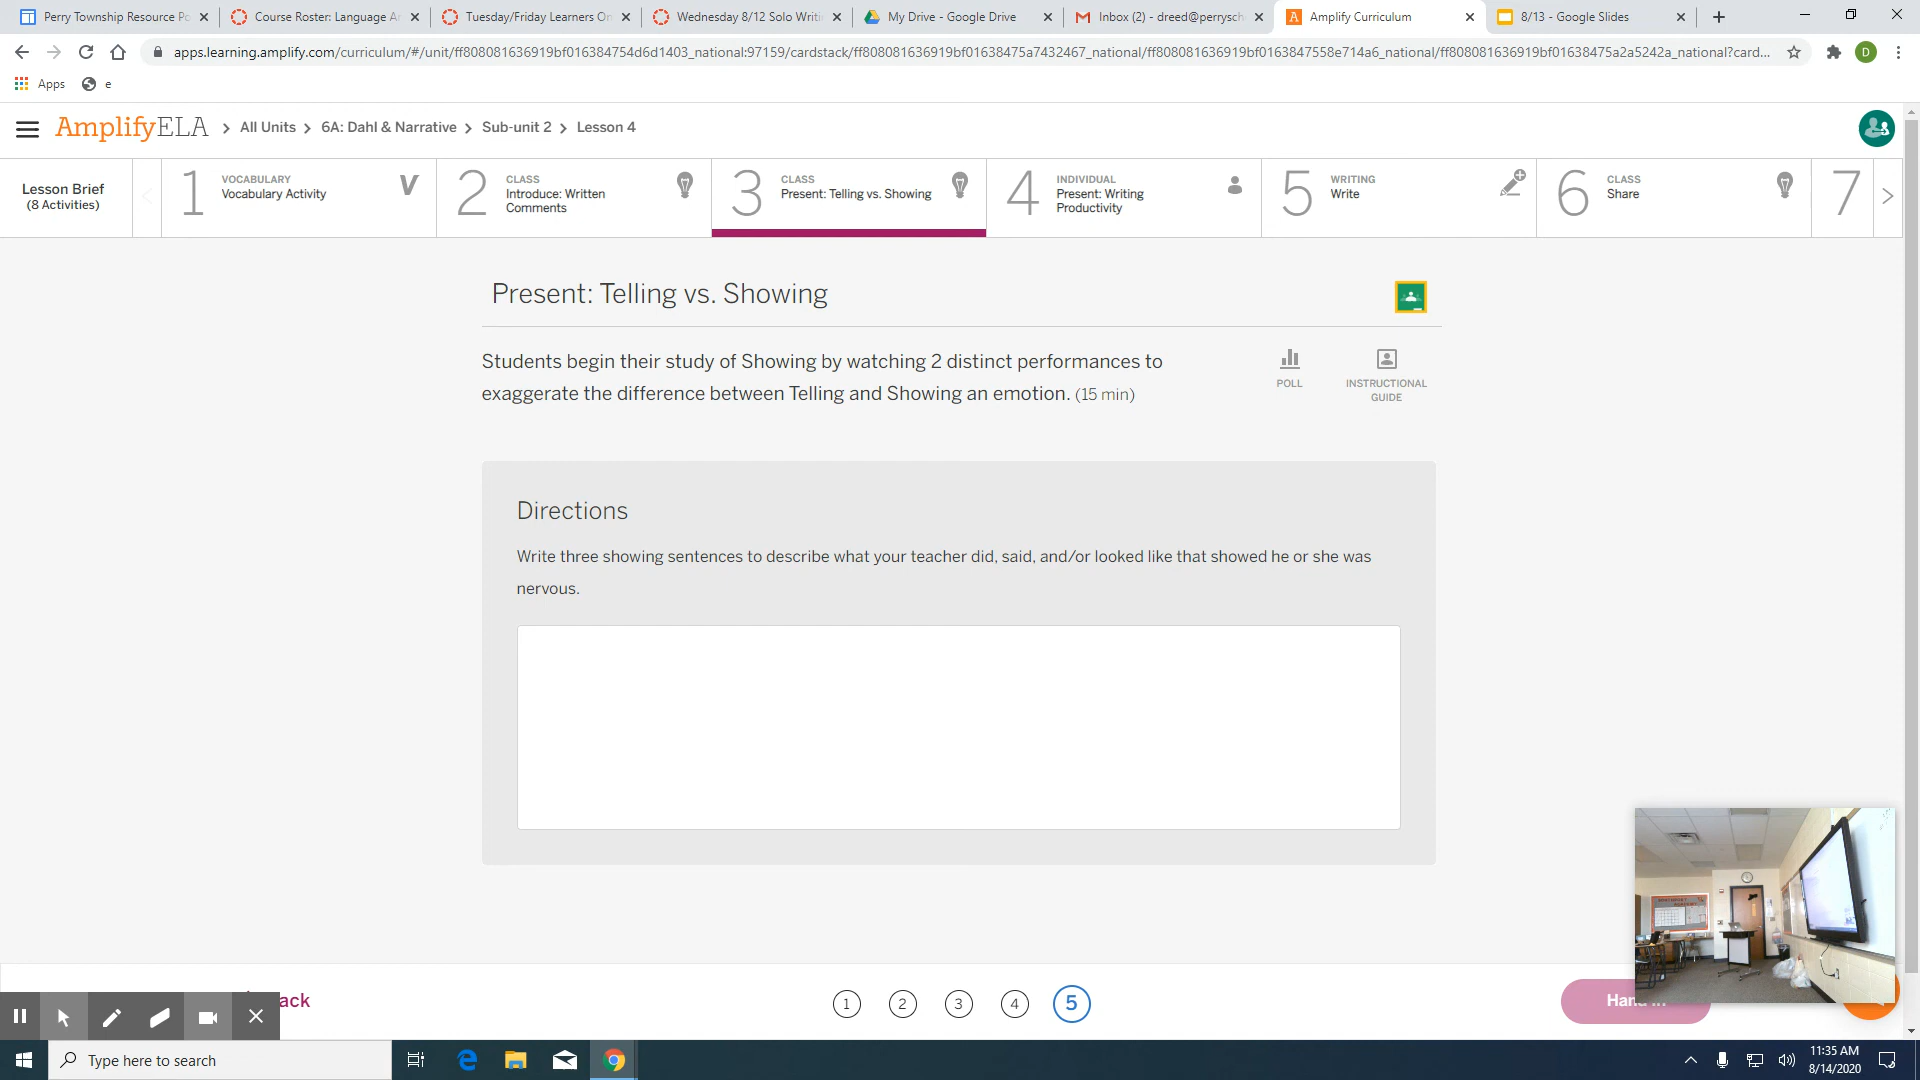 Perry Township Resource Po
Course Roster: Language Ar
Tuesday/Friday Learners On
Wednesday 8/12 Solo Writi
My Drive - Google Drive
Inbox (2) - dreed@perrysch
Amplify Curriculum
8/13 - Google Slides
apps.learning.amplify.com/curriculum/#/unit/ff808081636919bf016384754d6d1403_national:97159/cardstack/ff808081636919bf01638475a7432467_national/ff808081636919bf0163847558e714a6_national/ff808081636919bf01638475a2a5242a_national?card...
D
Apps
e
AmplifyELA > All Units > 6A: Dahl & Narrative > Sub-unit 2 > Lesson 4
Lesson Brief
(8 Activities)
1
VOCABULARY
Vocabulary Activity
V
2
CLASS
Introduce: Written
Comments
3
CLASS
Present: Telling vs. Showing
4
INDIVIDUAL
Present: Writing
Productivity
5
WRITING
Write
6
CLASS
Share
7
Present: Telling vs. Showing
Students begin their study of Showing by watching 2 distinct performances to
exaggerate the difference between Telling and Showing an emotion. (15 min)
POLL
INSTRUCTIONAL
GUIDE
Directions
Write three showing sentences to describe what your teacher did, said, and/or looked like that showed he or she was
nervous.
ack
1 2 3 4 5
Hand in
Type here to search
11:35 AM
8/14/2020